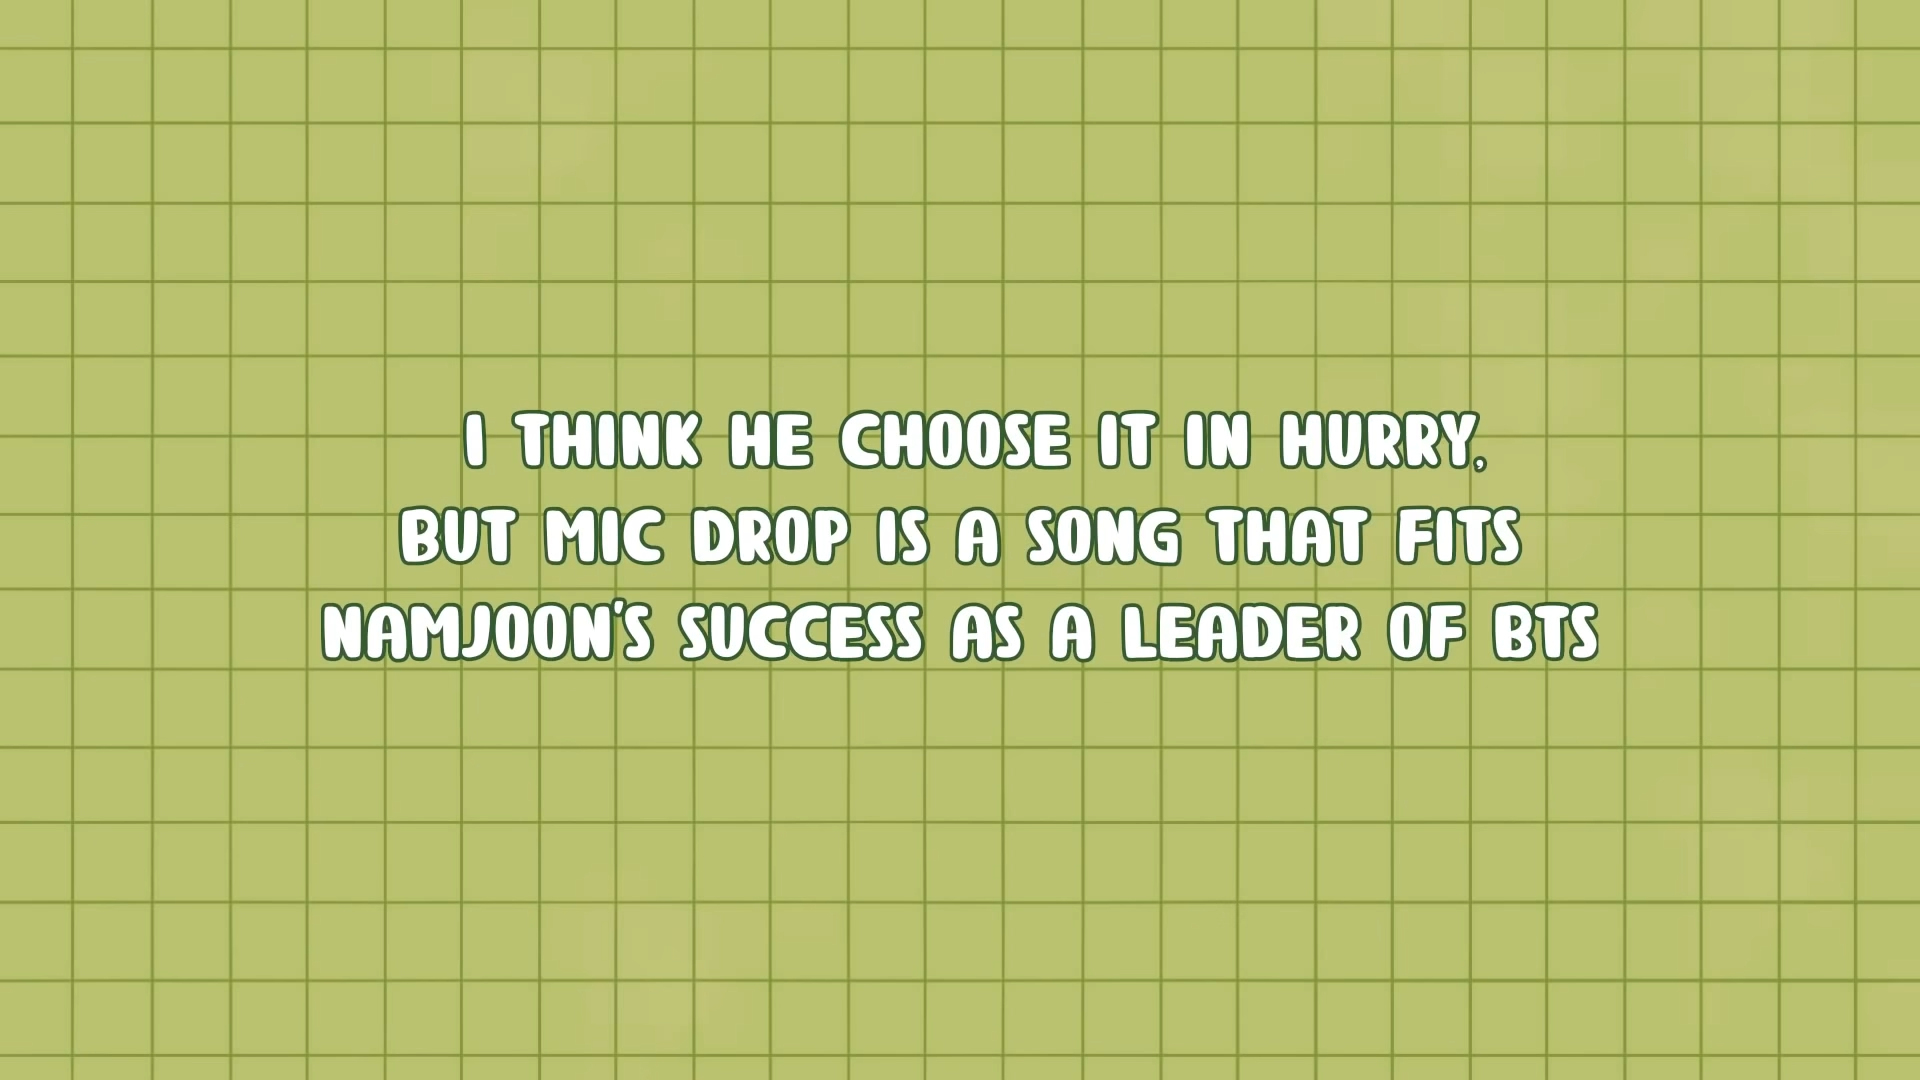 I THINK HE CHOOSE IT IN HURRY,
BUT MIC DROP IS A SONG THAT FITS
NAMJOON'S SUCCESS AS A LEADER OF BTS